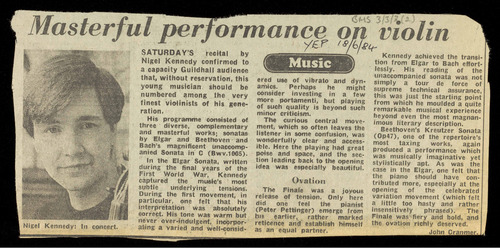 GMS 3/3/8(2)
Masterful performance on violin
YEP 18/6/84
SATURDAY'S recital by
Nigel Kennedy confirmed to
a capacity Guildhall audience
that, without reservation, this
young musician should be
numbered among the very
finest violinists of his gene-
ration.
His programme consisted of
three diverse, complementary
and masterful works; sonatas
by Elgar and Beethoven and
Bach's magnificent unaccomp-
anied Sonata in C (Bwv 1005).
In the Elgar Sonata, written
during the final years of the
First World War, Kennedy
captured the music's most
subtle underlying tensions.
During the first movement, in
particular, one felt that his
interpretation was absolutely
correct. His tone was warm but
never over-indulgent, incorpor-
ating a varied and well-consid-
Nigel Kennedy: In concert.
Music
ered use of vibrato and dyn-
amics. Perhaps he might
consider investing in a few
more portamenti, but playing
of such quality is beyond such
minor criticism.
The curious central move-
ment, which so often leaves the
listener in some confusion, was
wonderfully clear and access-
able. Here the playing had great
poise and space, and the sec-
tion leading back to the opening
idea was especially beautiful.
Ovation
The Finale was a joyous
release of tension. Only here
did one feel the pianist
(Peter Pettinger) emerge from
his earlier, rather marked
reticence and establish himself
as an equal partner.
Kennedy achieved the transi-
tion from Elgar to Bach effort-
lessly. His reading of the
unaccompanied sonata was not
simply a tour de force of
supreme technical assurance,
this was just the starting point
from which he moulded a quite
remarkable musical experience
beyond even the most magnan-
imous literary description.
Beethoven's Kreutzer Sonata
(Op47), one of the repertoire's
most taxing works, again
produced a performance which
was musically imaginative yet
stylistically apt. As was the
case in the Elgar, one felt that
the piano should have con-
tributed more, especially at the
opening of the celebrated
variation movement (which felt
a little too hasty and rather
insensitively phrased). The
Finale was fiery and bold, and
the ovation richly deserved.
John Cranmer.